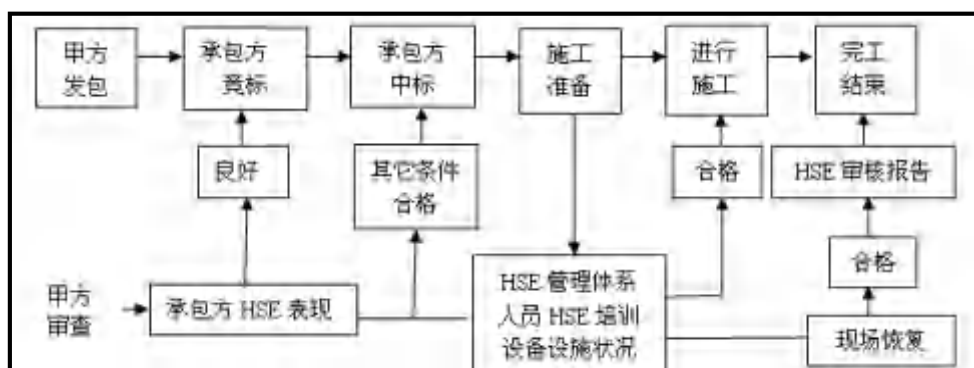 甲方
发包
承包方
竞标
承包方
中标
施工
准备
进行
施工
完工
结束
良好
其它条件
合格
合格
HSE 审核报告
合格
甲方
审查
承包方 HSE 表现
HSE 管理体系
人员 HSE 培训
设备设施状况
现场恢复